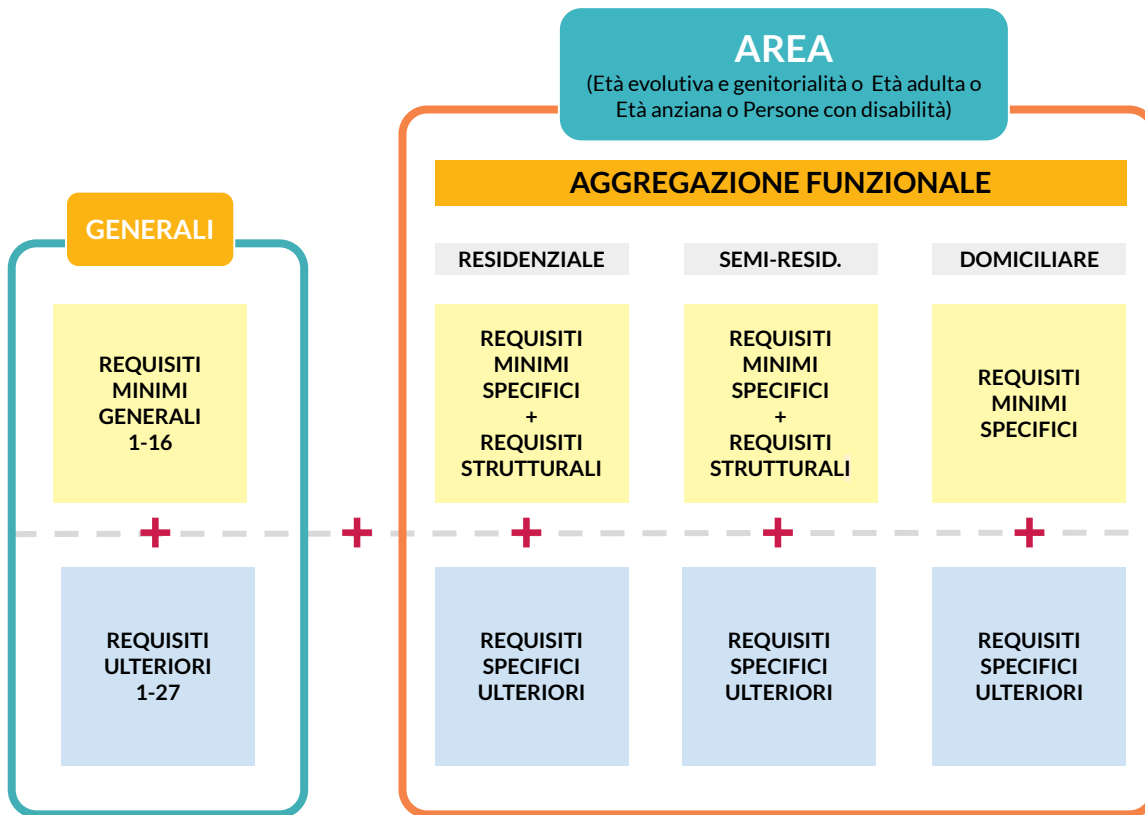 AREA
(Età evolutiva e genitorialità o Età adulta o
Età anziana o Persone con disabilità)
AGGREGAZIONE FUNZIONALE
GENERALI
RESIDENZIALE
SEMI-RESID.
DOMICILIARE
REQUISITI
MINIMI
GENERALI
1-16
REQUISITI
MINIMI
SPECIFICI
+
REQUISITI
STRUTTURALI
REQUISITI
MINIMI
SPECIFICI
+
REQUISITI
STRUTTURALI
REQUISITI
MINIMI
SPECIFICI
+
+
+
+
+
REQUISITI
ULTERIORI
1-27
REQUISITI
SPECIFICI
ULTERIORI
REQUISITI
SPECIFICI
ULTERIORI
REQUISITI
SPECIFICI
ULTERIORI